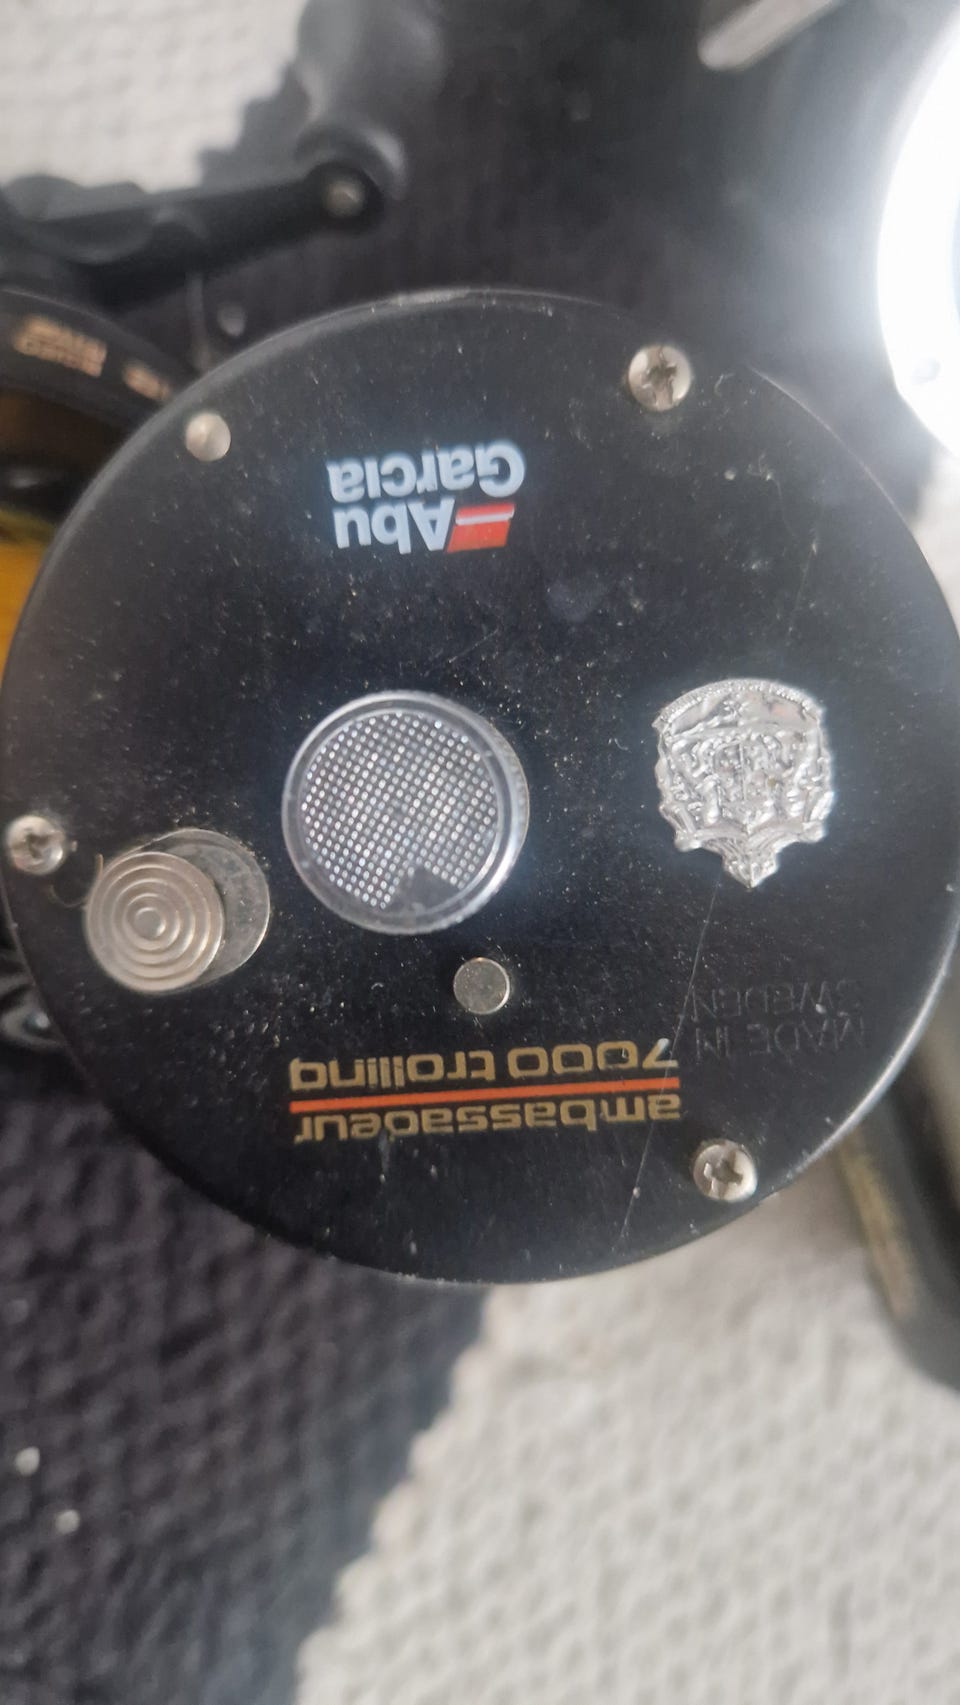 ambassadeur
7000 trolling
MADE IN
SWEDEN
Abu
Garcia